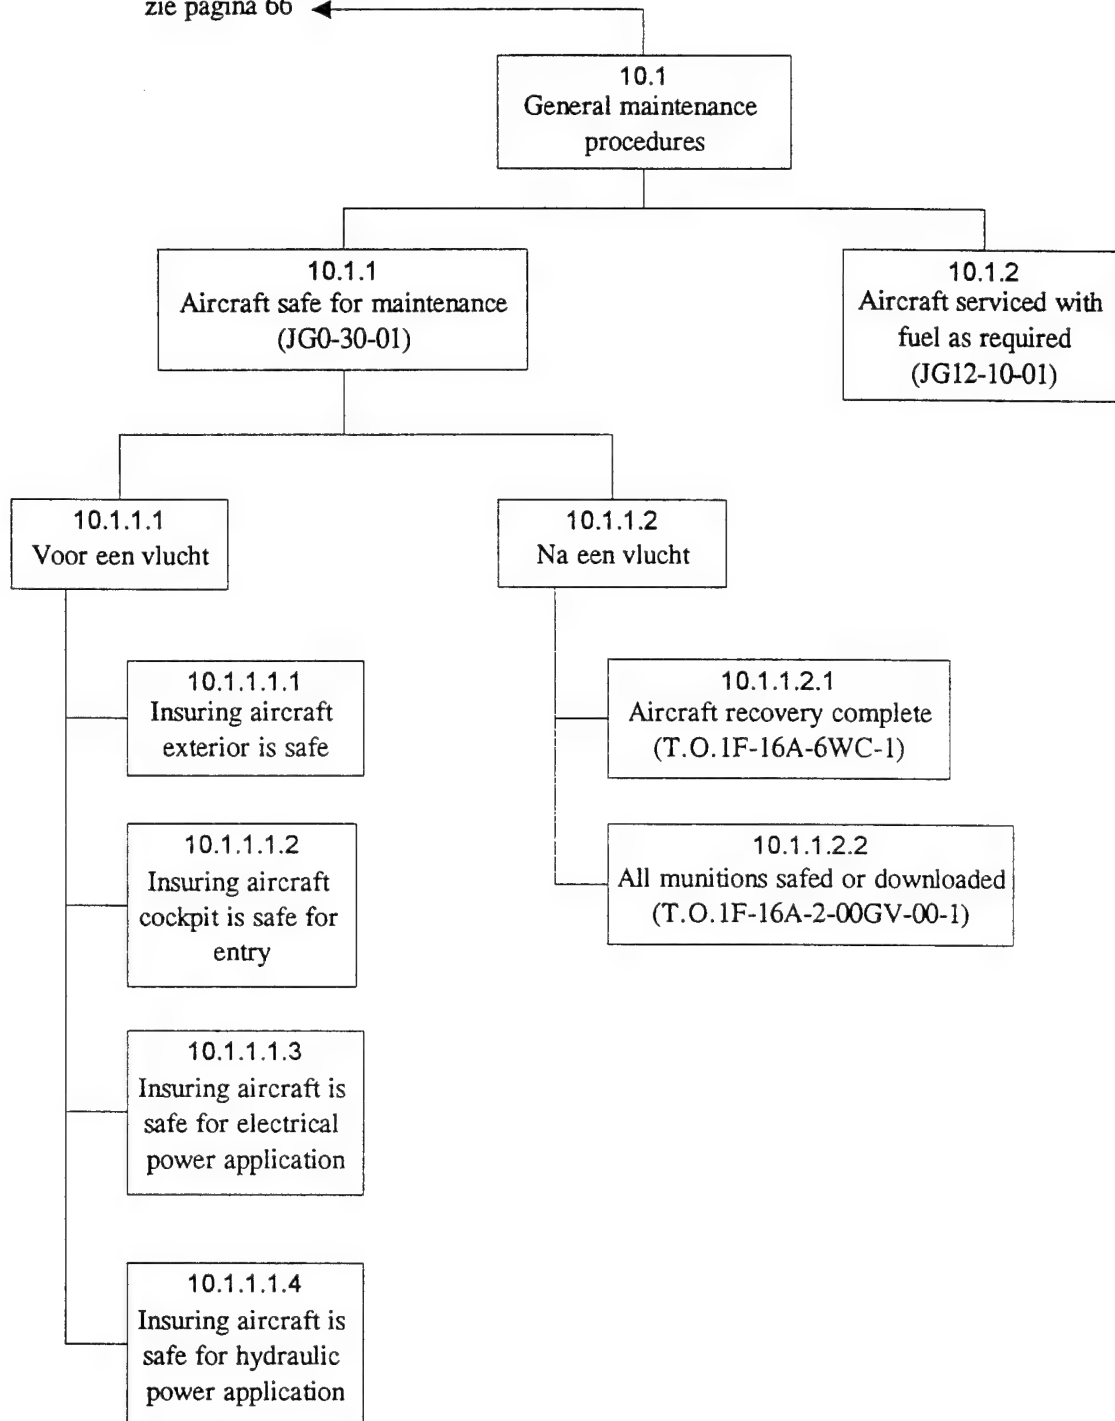 zie pagina 66
10.1
General maintenance
procedures
10.1.1
Aircraft safe for maintenance
(JG0-30-01)
10.1.2
Aircraft serviced with
fuel as required
(JG12-10-01)
10.1.1.1
Voor een vlucht
10.1.1.2
Na een vlucht
10.1.1.1.1
Insuring aircraft
exterior is safe
10.1.1.1.2
Insuring aircraft
cockpit is safe for
entry
10.1.1.1.3
Insuring aircraft is
safe for electrical
power application
10.1.1.1.4
Insuring aircraft is
safe for hydraulic
power application
10.1.1.2.1
Aircraft recovery complete
(T.O.1F-16A-6WC-1)
10.1.1.2.2
All munitions safed or downloaded
(T.O.1F-16A-2-00GV-00-1)